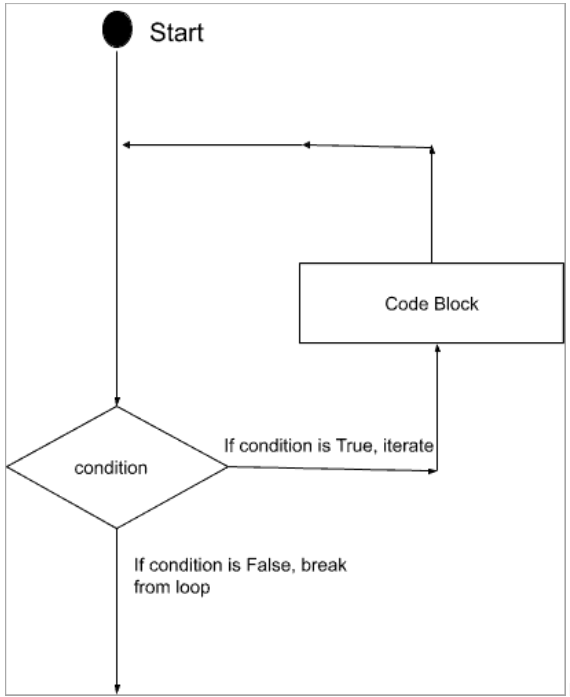 Start
Code Block
If condition is True, iterate
condition
If condition is False, break
from loop